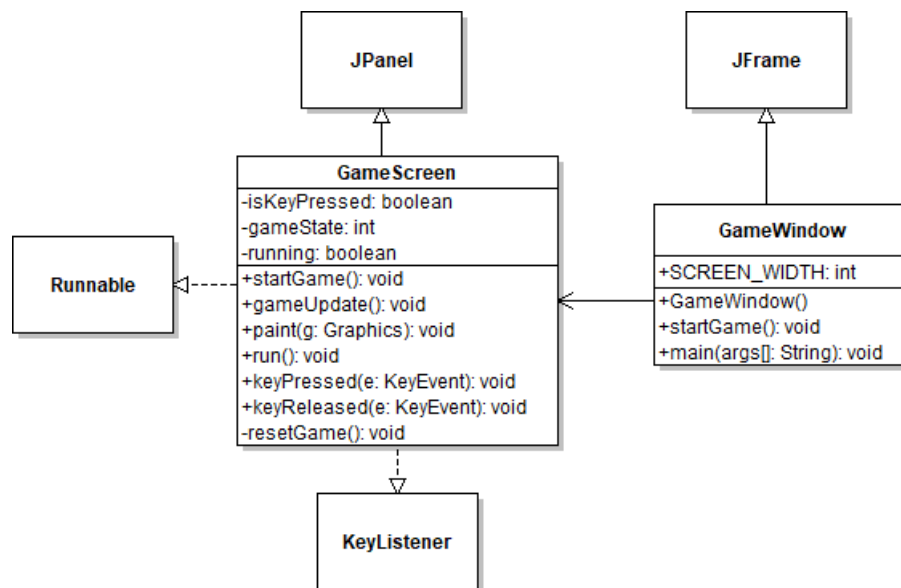 JPanel
JFrame
GameScreen
-isKeyPressed: boolean
-gameState: int
-running: boolean
+startGame(): void
+gameUpdate(): void
+paint(g: Graphics): void
+run(): void
+keyPressed(e: KeyEvent): void
+keyReleased(e: KeyEvent): void
-resetGame(): void
GameWindow
+SCREEN_WIDTH: int
+GameWindow()
+startGame(): void
+main(args[]: String): void
Runnable
KeyListener